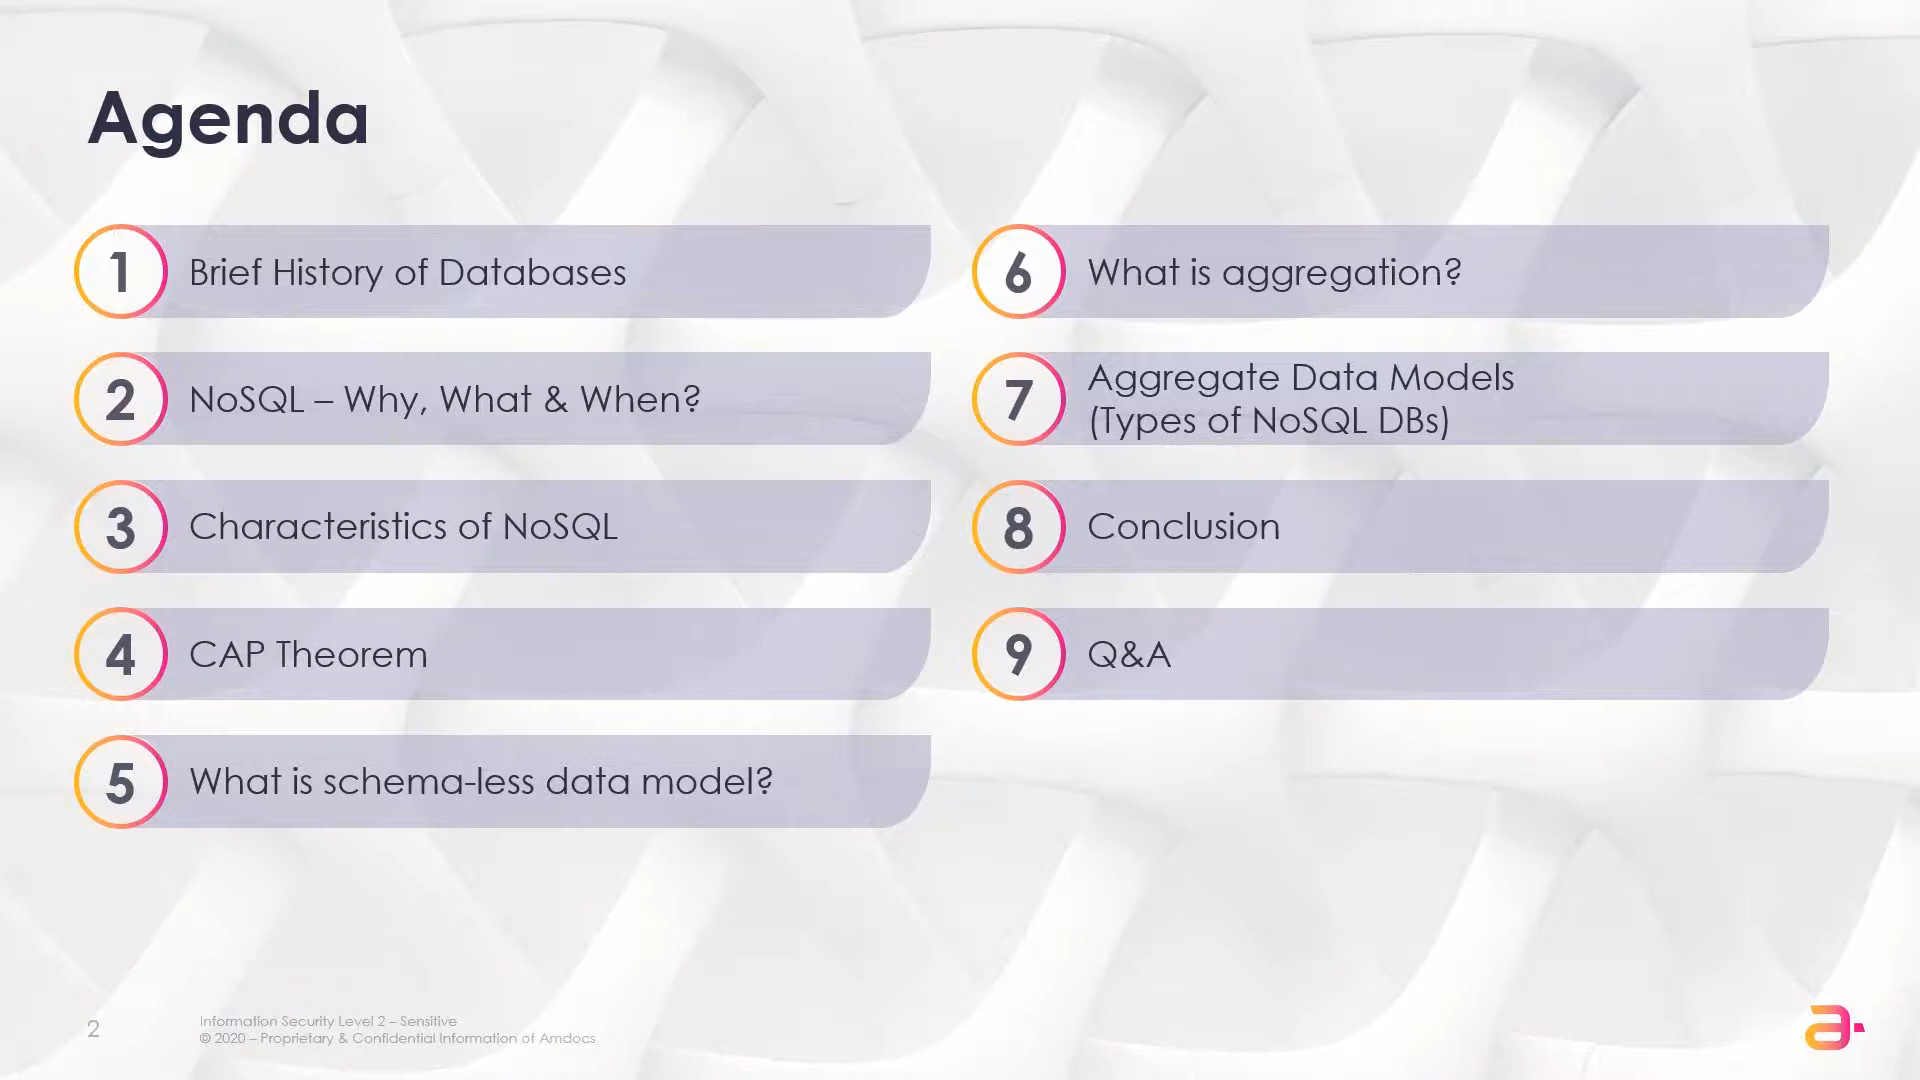 Agenda
1 Brief History of Databases
2 NoSQL – Why, What & When?
3 Characteristics of NoSQL
4 CAP Theorem
5 What is schema-less data model?
6 What is aggregation?
7 Aggregate Data Models
(Types of NoSQL DBs)
8 Conclusion
9 Q&A
2
Information Security Level 2 – Sensitive
© 2020 – Proprietary & Confidential Information of Amdocs
a